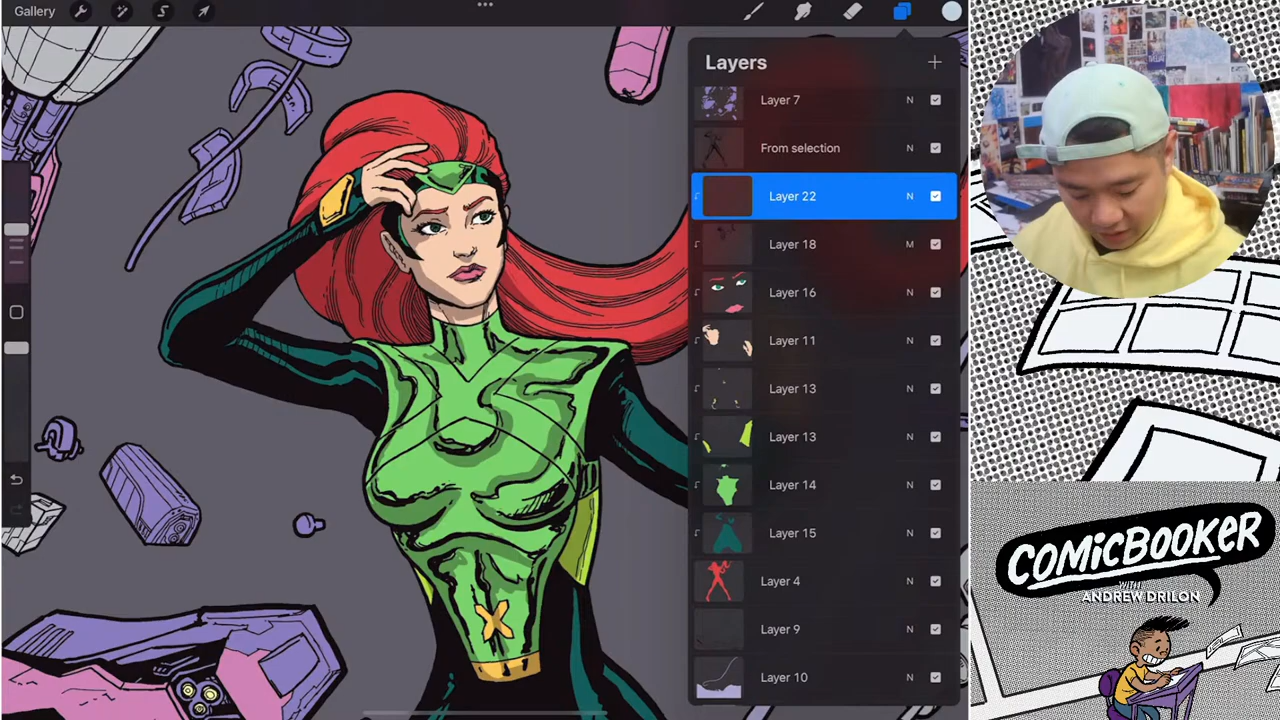 Gallery
Layers
Layer 7 N
From selection N
Layer 22 N
Layer 18 M
Layer 16 N
Layer 11 N
Layer 13 N
Layer 13 N
Layer 14 N
Layer 15 N
Layer 4 N
Layer 9 N
Layer 10 N
COMICBOOKER
WITH
ANDREW DRILON